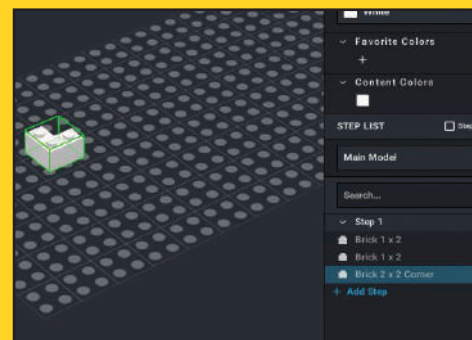 White
Favorite Colors
+
Content Colors
STEP LIST Step
Main Model
Search...
Step 1
Brick 1 x 2
Brick 1 x 2
Brick 2 x 2 Corner
+ Add Step